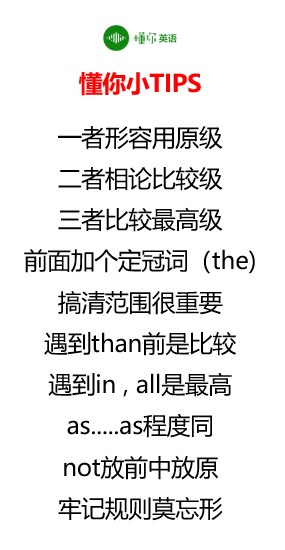 懂你英语
懂你小TIPS
一者形容用原级
二者相论比较级
三者比较最高级
前面加个定冠词（the)
搞清范围很重要
遇到than前是比较
遇到in , all是最高
as.....as程度同
not放前中放原
牢记规则莫忘形